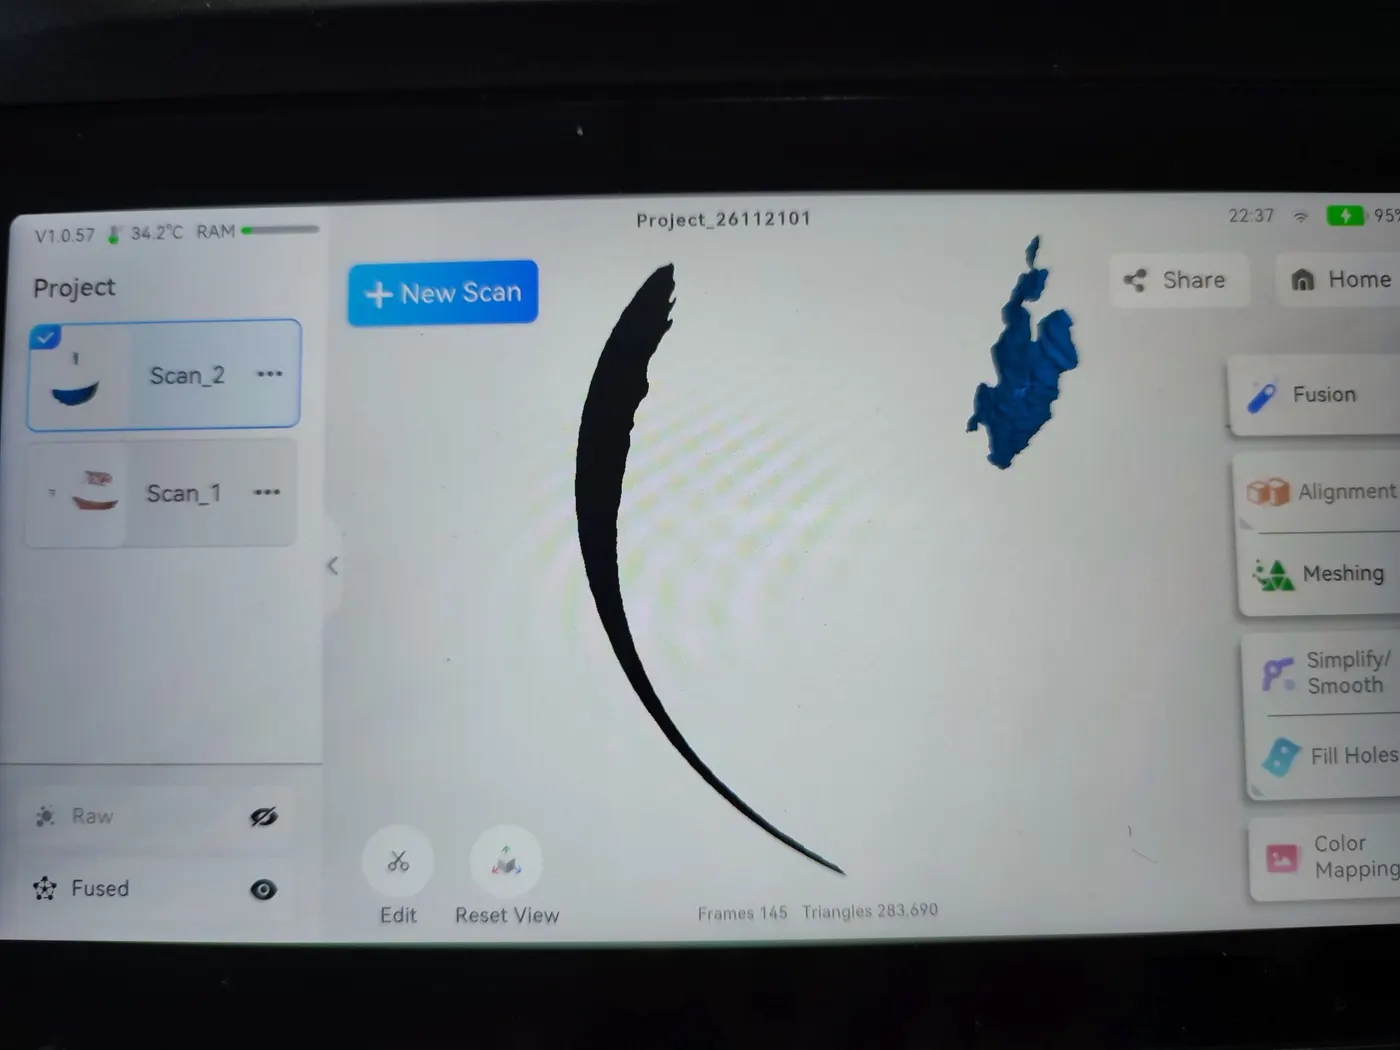 V1.0.57 34.2°C RAM
Project_26112101
22:37 95%
Project
New Scan
Share
Home
Scan_2
Scan_1
Fusion
Alignment
Meshing
Simplify/
Smooth
Fill Holes
Color
Mapping
Raw
Fused
Edit
Reset View
Frames 145 Triangles 283,690